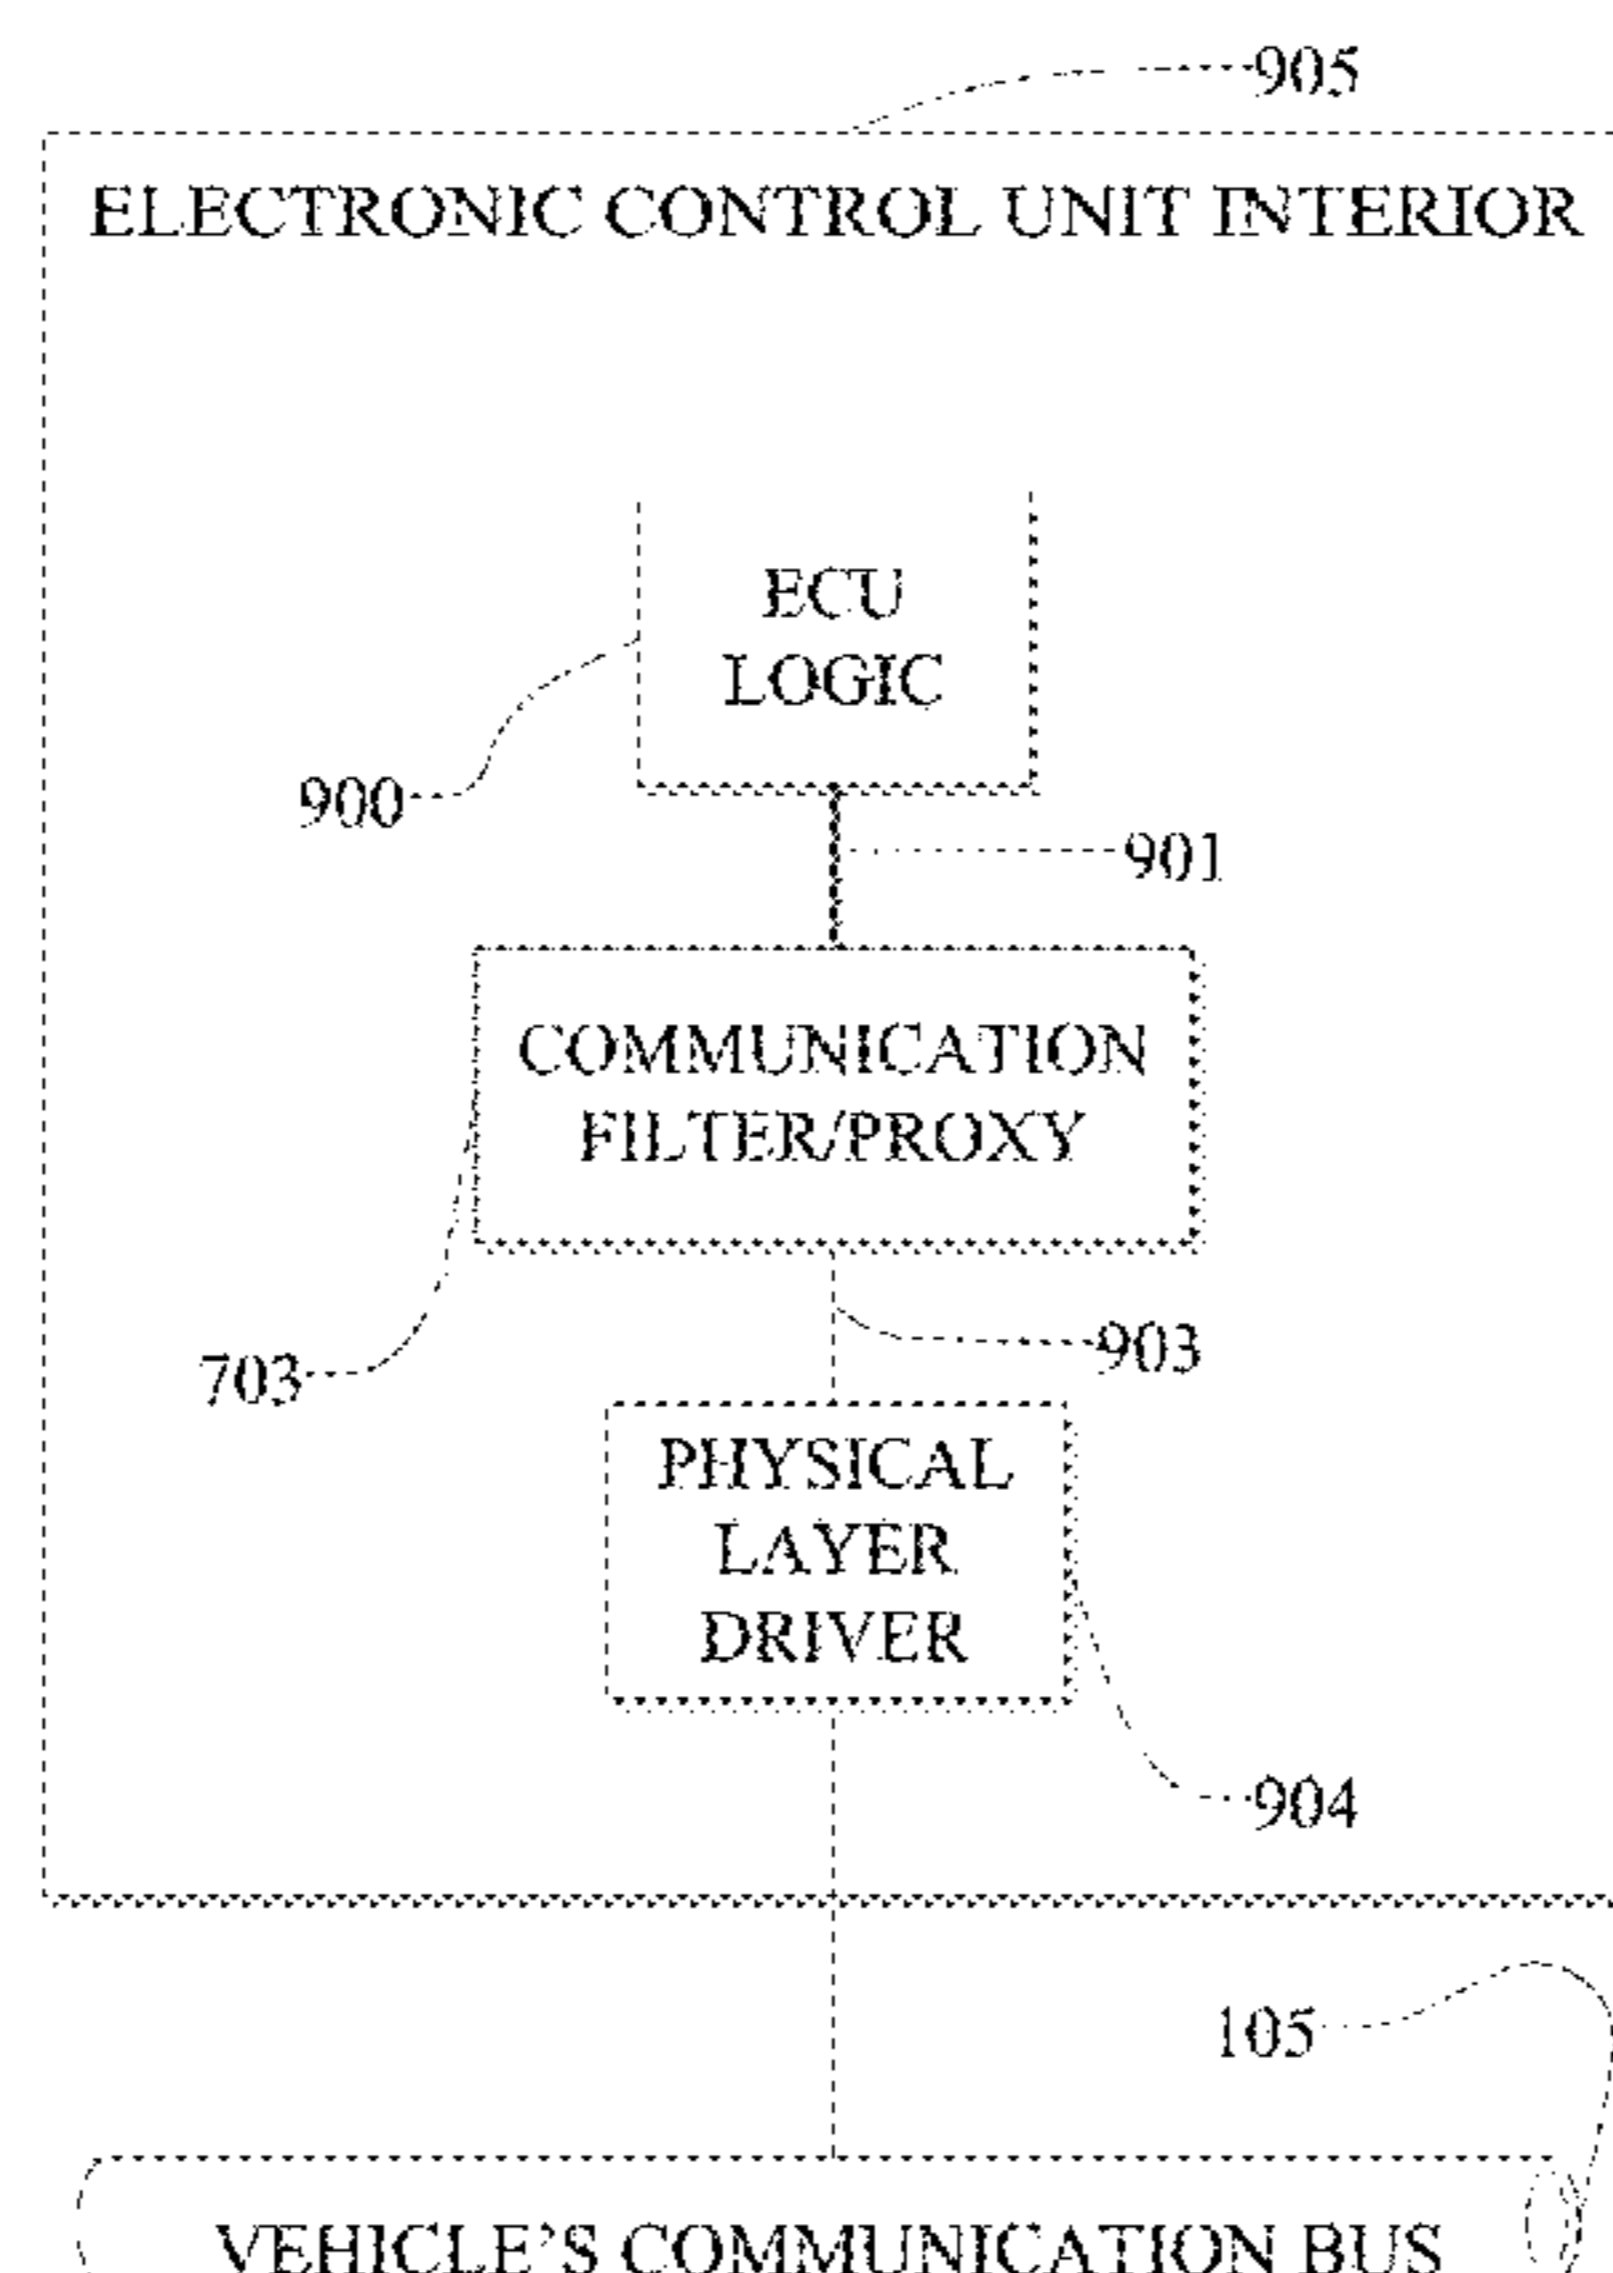 905
ELECTRONIC CONTROL UNIT INTERIOR
ECU
LOGIC
900
901
COMMUNICATION
FILTER/PROXY
703
903
PHYSICAL
LAYER
DRIVER
904
105
VEHICLE'S COMMUNICATION BUS